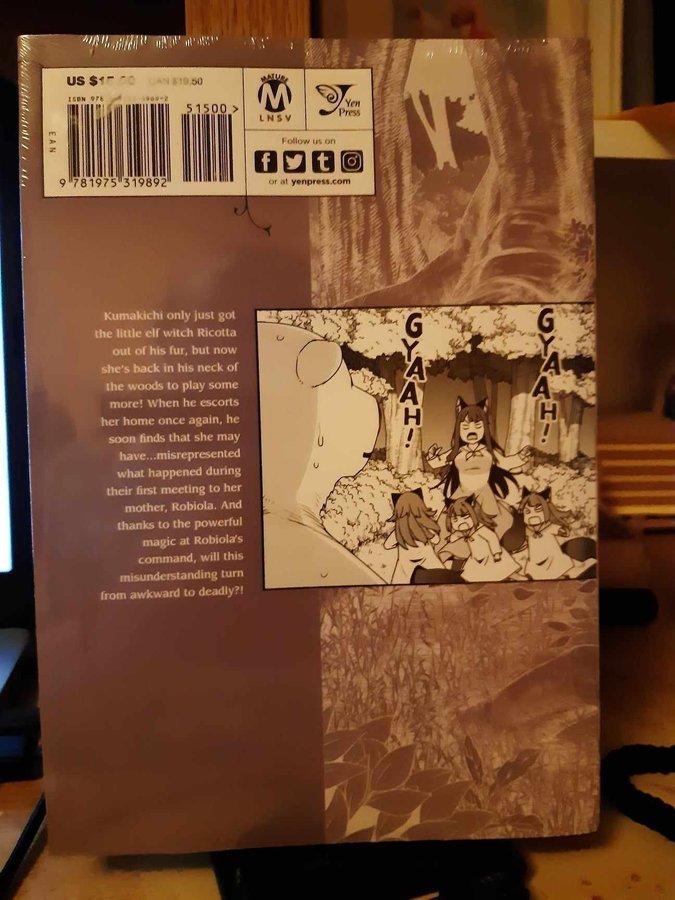 US $15.00 CAN $19.50
ISBN 978
9892-2
51500 >
EAN
9 781975 319892
MATURE
M
LNSV
Yen
Press
Follow us on
or at yenpress.com
Kumakichi only just got
the little elf witch Ricotta
out of his fur, but now
she's back in his neck of
the woods to play some
more! When he escorts
her home once again, he
soon finds that she may
have...misrepresented
what happened during
their first meeting to her
mother, Robiola. And
thanks to the powerful
magic at Robiola's
command, will this
misunderstanding turn
from awkward to deadly?!
GYAAH!
GYAAH!